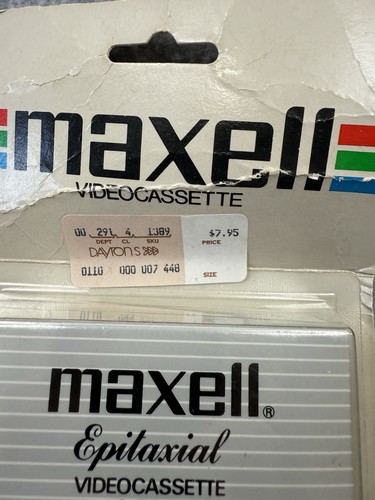 maxell
VIDEOCASSETTE
00 291 4 1389 $7.95
DEPT CL SKU PRICE
DAYTONS
0110 000 007 448 SIZE
maxell®
Epitaxial
VIDEOCASSETTE